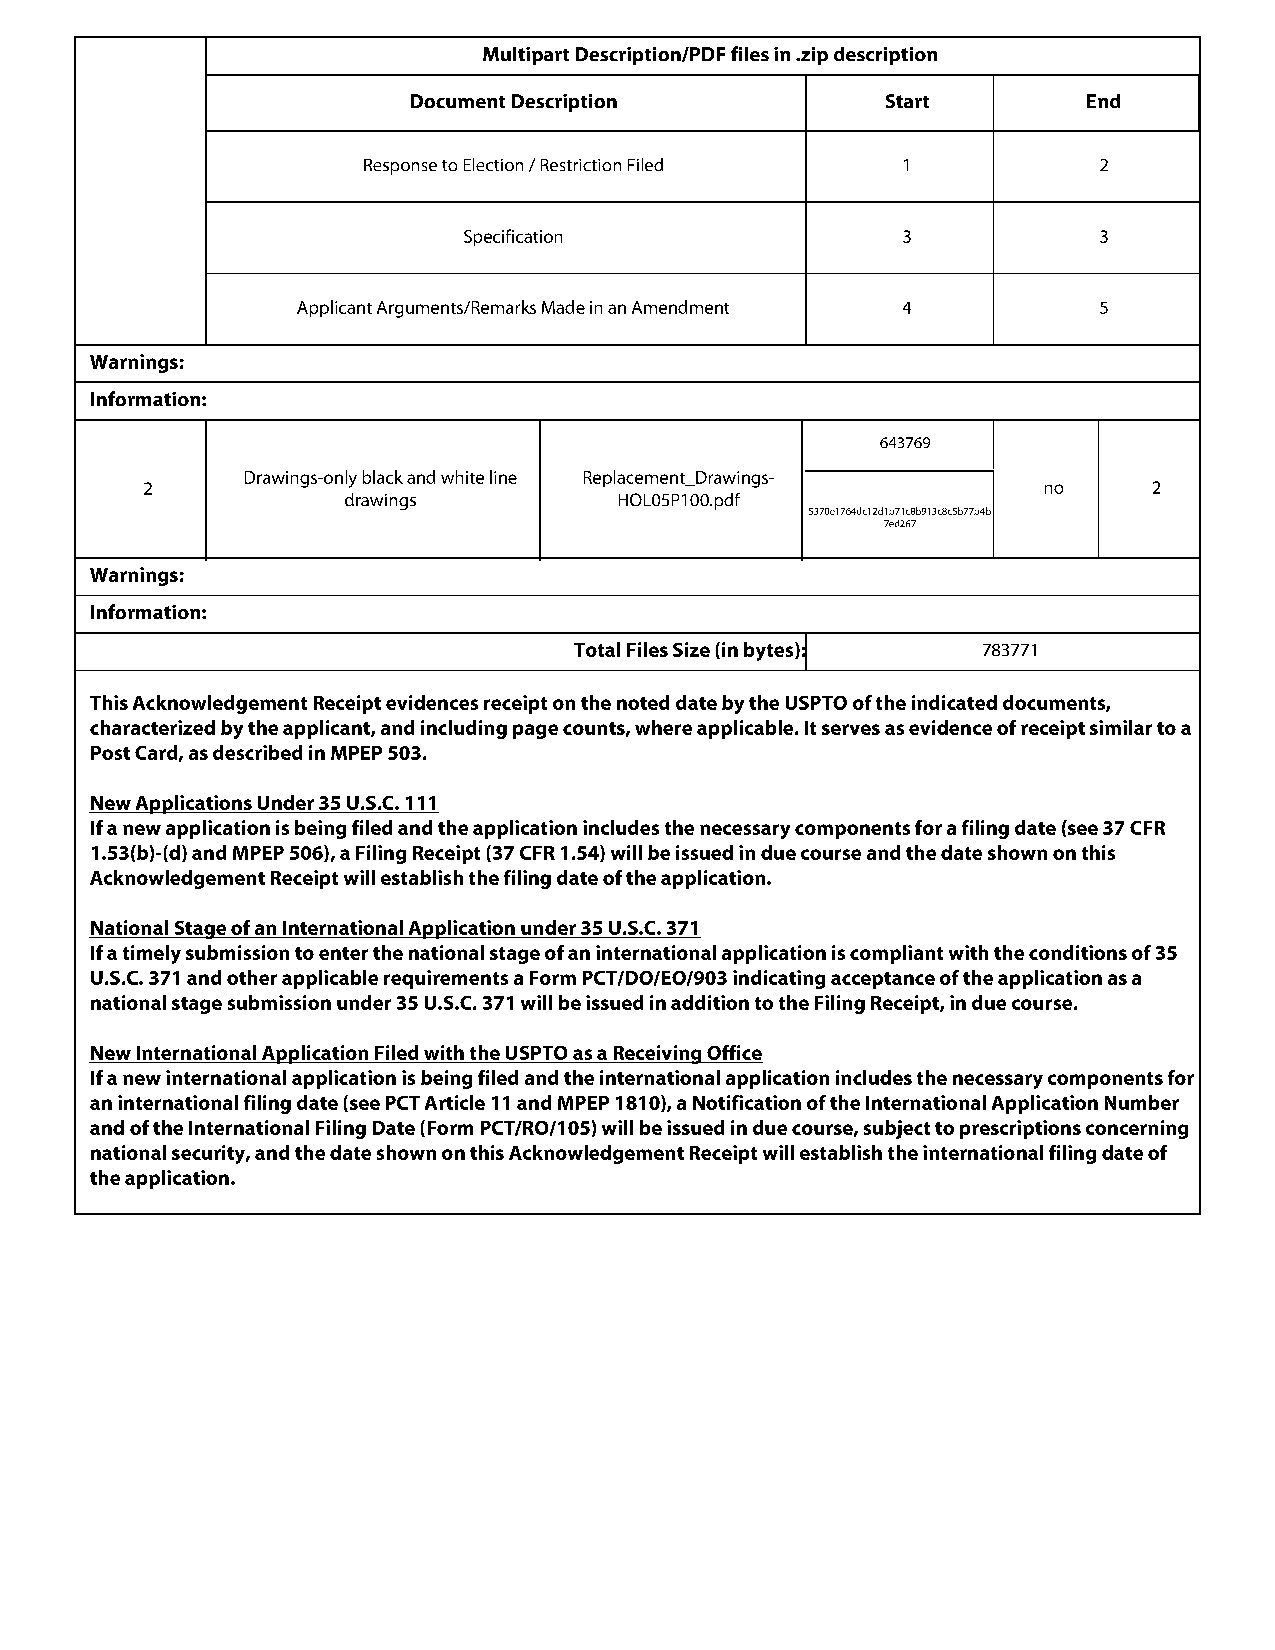 Multipart Description/PDF files in .zip description
Document Description Start End
Response to Election / Restriction Filed 1 2
Specification 3 3
Applicant Arguments/Remarks Made in an Amendment 4 5
Warnings:
Information:
2 Drawings-only black and white line drawings Replacement_Drawings-HOL05P100.pdf 643769 no 2
7ed267
Warnings:
Information:
Total Files Size (in bytes): 783771
This Acknowledgement Receipt evidences receipt on the noted date by the USPTO of the indicated documents,
characterized by the applicant, and including page counts, where applicable. It serves as evidence of receipt similar to a
Post Card, as described in MPEP 503.
New Applications Under 35 U.S.C. 111
If a new application is being filed and the application includes the necessary components for a filing date (see 37 CFR
1.53(b)-(d) and MPEP 506), a Filing Receipt (37 CFR 1.54) will be issued in due course and the date shown on this
Acknowledgement Receipt will establish the filing date of the application.
National Stage of an International Application under 35 U.S.C. 371
If a timely submission to enter the national stage of an international application is compliant with the conditions of 35
U.S.C. 371 and other applicable requirements a Form PCT/DO/EO/903 indicating acceptance of the application as a
national stage submission under 35 U.S.C. 371 will be issued in addition to the Filing Receipt, in due course.
New International Application Filed with the USPTO as a Receiving Office
If a new international application is being filed and the international application includes the necessary components for
an international filing date (see PCT Article 11 and MPEP 1810), a Notification of the International Application Number
and of the International Filing Date (Form PCT/RO/105) will be issued in due course, subject to prescriptions concerning
national security, and the date shown on this Acknowledgement Receipt will establish the international filing date of
the application.